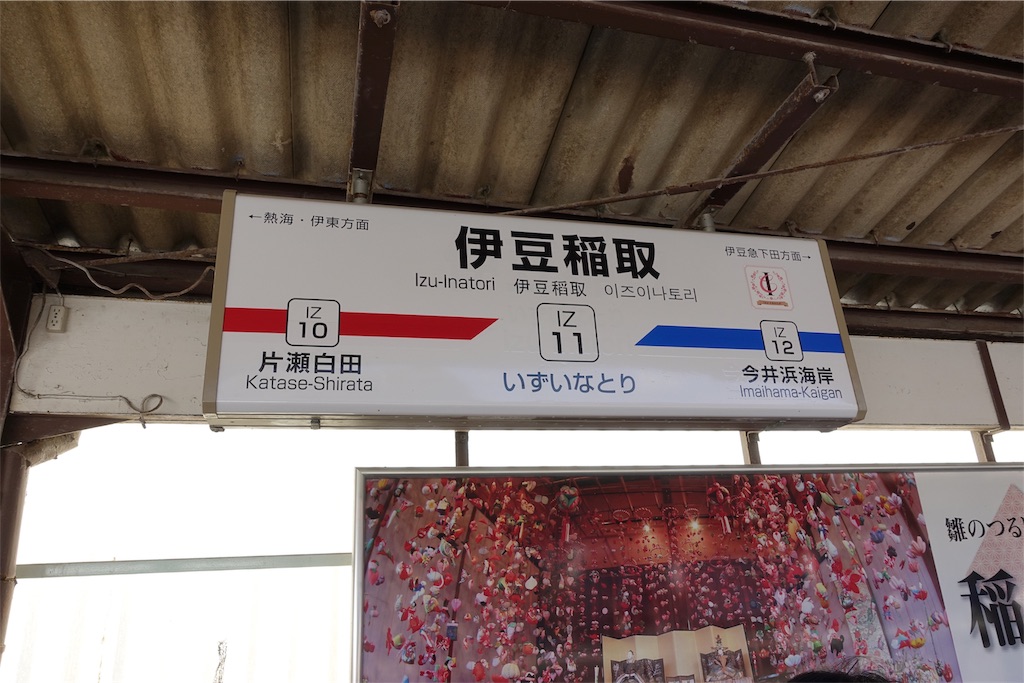 ←熱海・伊東方面
伊豆稲取
伊豆急下田方面→
Izu-Inatori 伊豆稲取 이즈이나토리
I
IZ
10
IZ
11
IZ
12
片瀬白田
Katase-Shirata
いずいなとり
今井浜海岸
Imaihama-Kaigan
雛のつる
稲